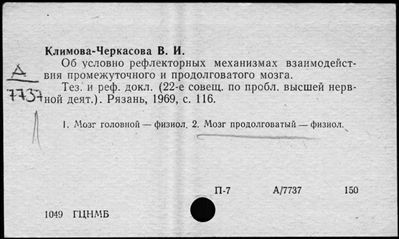 Климова-Черкасова В. И.
Об условно рефлекторных механизмах взаимодейст-
вия промежуточного и продолговатого мозга.
Тез. и реф. докл. (22-е совещ. по пробл. высшей нерв-
ной деят.). Рязань, 1969, с. 116.
А
7737
1. Мозг головной — физиол. 2. Мозг продолговатый — физиол.
П-7 А/7737 150
1049 ГЦНМБ